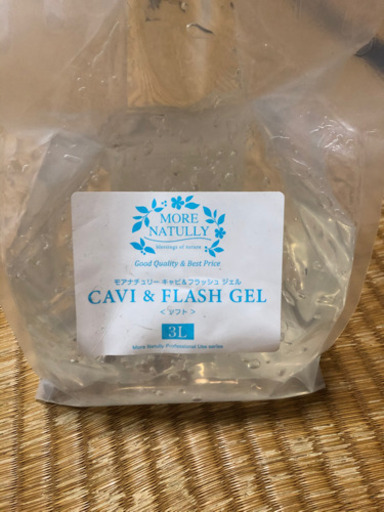 MORE
NATULLY
blessings of nature
Good Quality & Best Price
モアナチュリー キャビ&フラッシュ ジェル
CAVI & FLASH GEL
＜ソフト＞
3L
More Natully Professional Use series